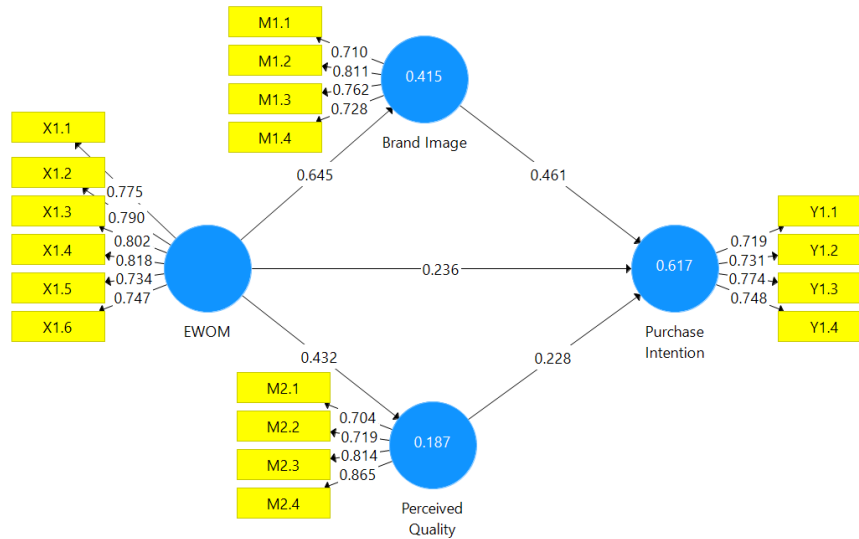 M1.1
M1.2
M1.3
M1.4
0.710
0.811
0.762
0.728
0.415
Brand Image
X1.1
X1.2
X1.3
X1.4
X1.5
X1.6
0.775
0.790
0.802
0.818
0.734
0.747
EWOM
0.645
0.461
0.236
0.432
0.228
0.617
Purchase
Intention
0.719
0.731
0.774
0.748
Y1.1
Y1.2
Y1.3
Y1.4
M2.1
M2.2
M2.3
M2.4
0.704
0.719
0.814
0.865
0.187
Perceived
Quality